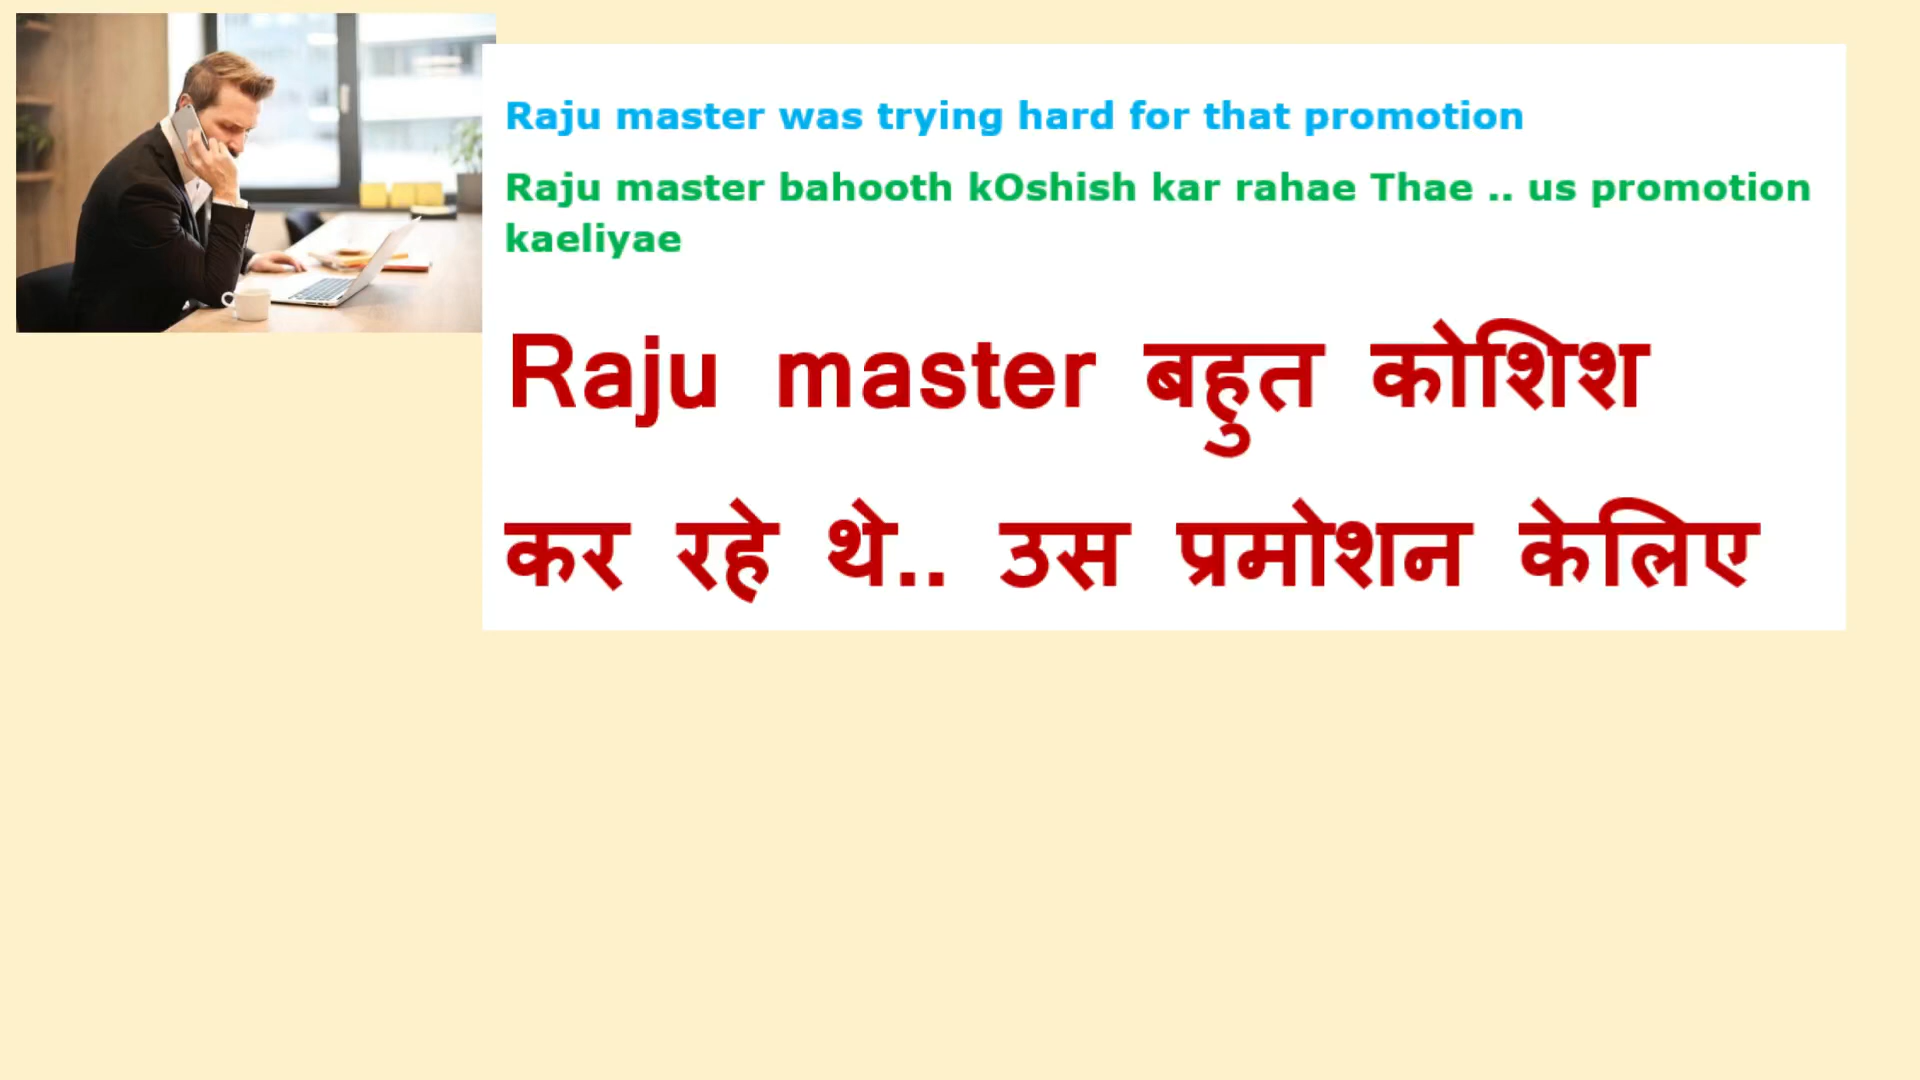 Raju master was trying hard for that promotion
Raju master bahooth kOshish kar rahae Thae .. us promotion
kaeliyae
Raju master बहुत कोशिश
कर रहे थे.. उस प्रमोशन केलिए